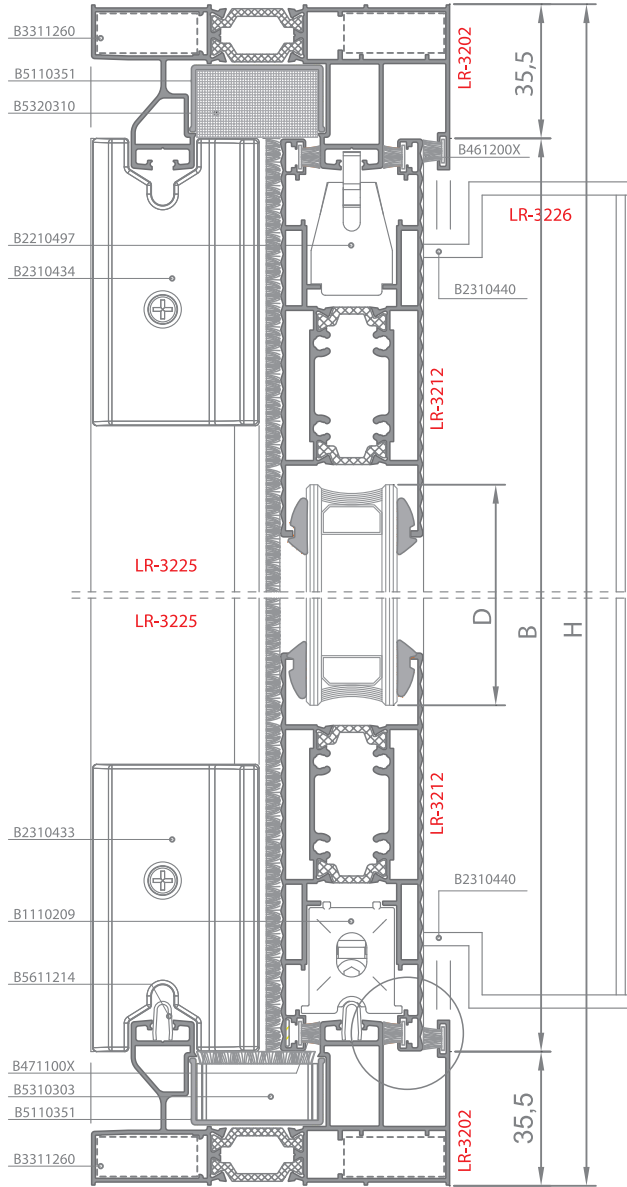 B3311260
LR-3202
35,5
B5110351
B5320310
B461200X
LR-3226
B2210497
B2310434
B2310440
LR-3212
LR-3225
LR-3225
D
B
H
LR-3212
B2310433
B2310440
B1110209
B5611214
B471100X
B5310303
B5110351
35,5
LR-3202
B3311260